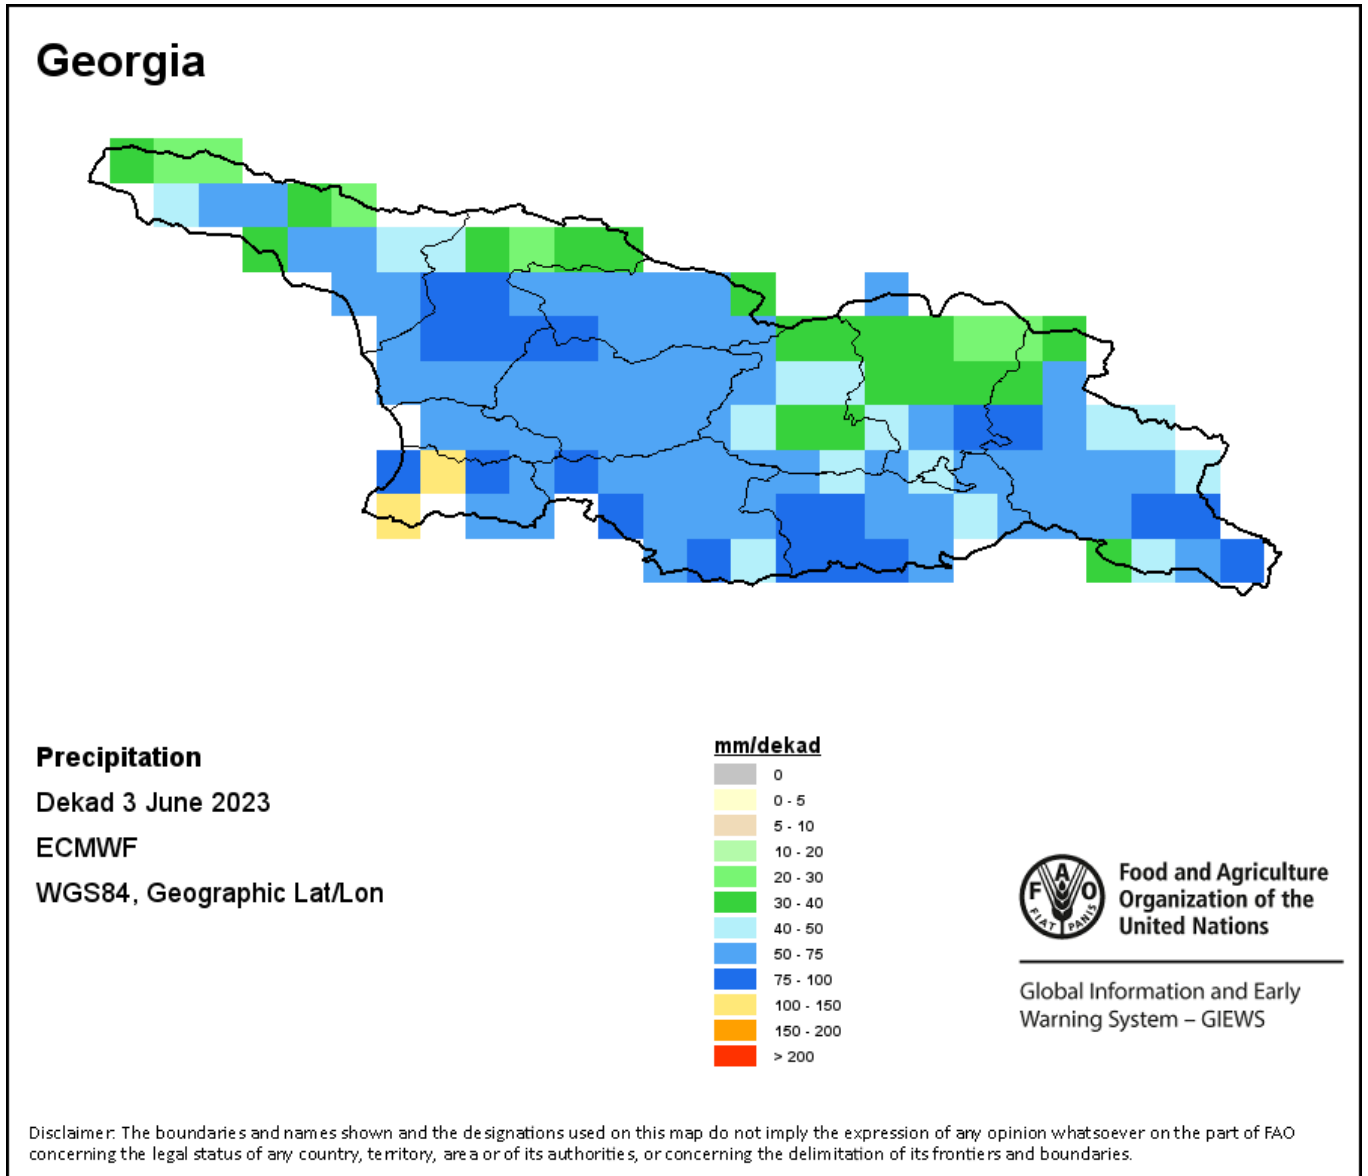 Georgia
Precipitation
Dekad 3 June 2023
ECMWF
WGS84, Geographic Lat/Lon
mm/dekad
0
0 - 5
5 - 10
10 - 20
20 - 30
30 - 40
40 - 50
50 - 75
75 - 100
100 - 150
150 - 200
> 200
F A O
FIAT PANIS
Food and Agriculture
Organization of the
United Nations
Global Information and Early
Warning System – GIEWS
Disclaimer: The boundaries and names shown and the designations used on this map do not imply the expression of any opinion whatsoever on the part of FAO
concerning the legal status of any country, territory, area or of its authorities, or concerning the delimitation of its frontiers and boundaries.